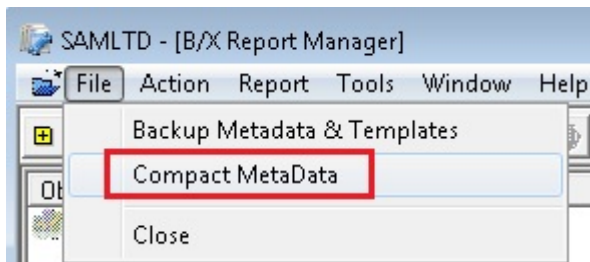 SAMLTD - [B/X Report Manager]
File Action Report Tools Window Help
Backup Metadata & Templates
Compact MetaData
Close